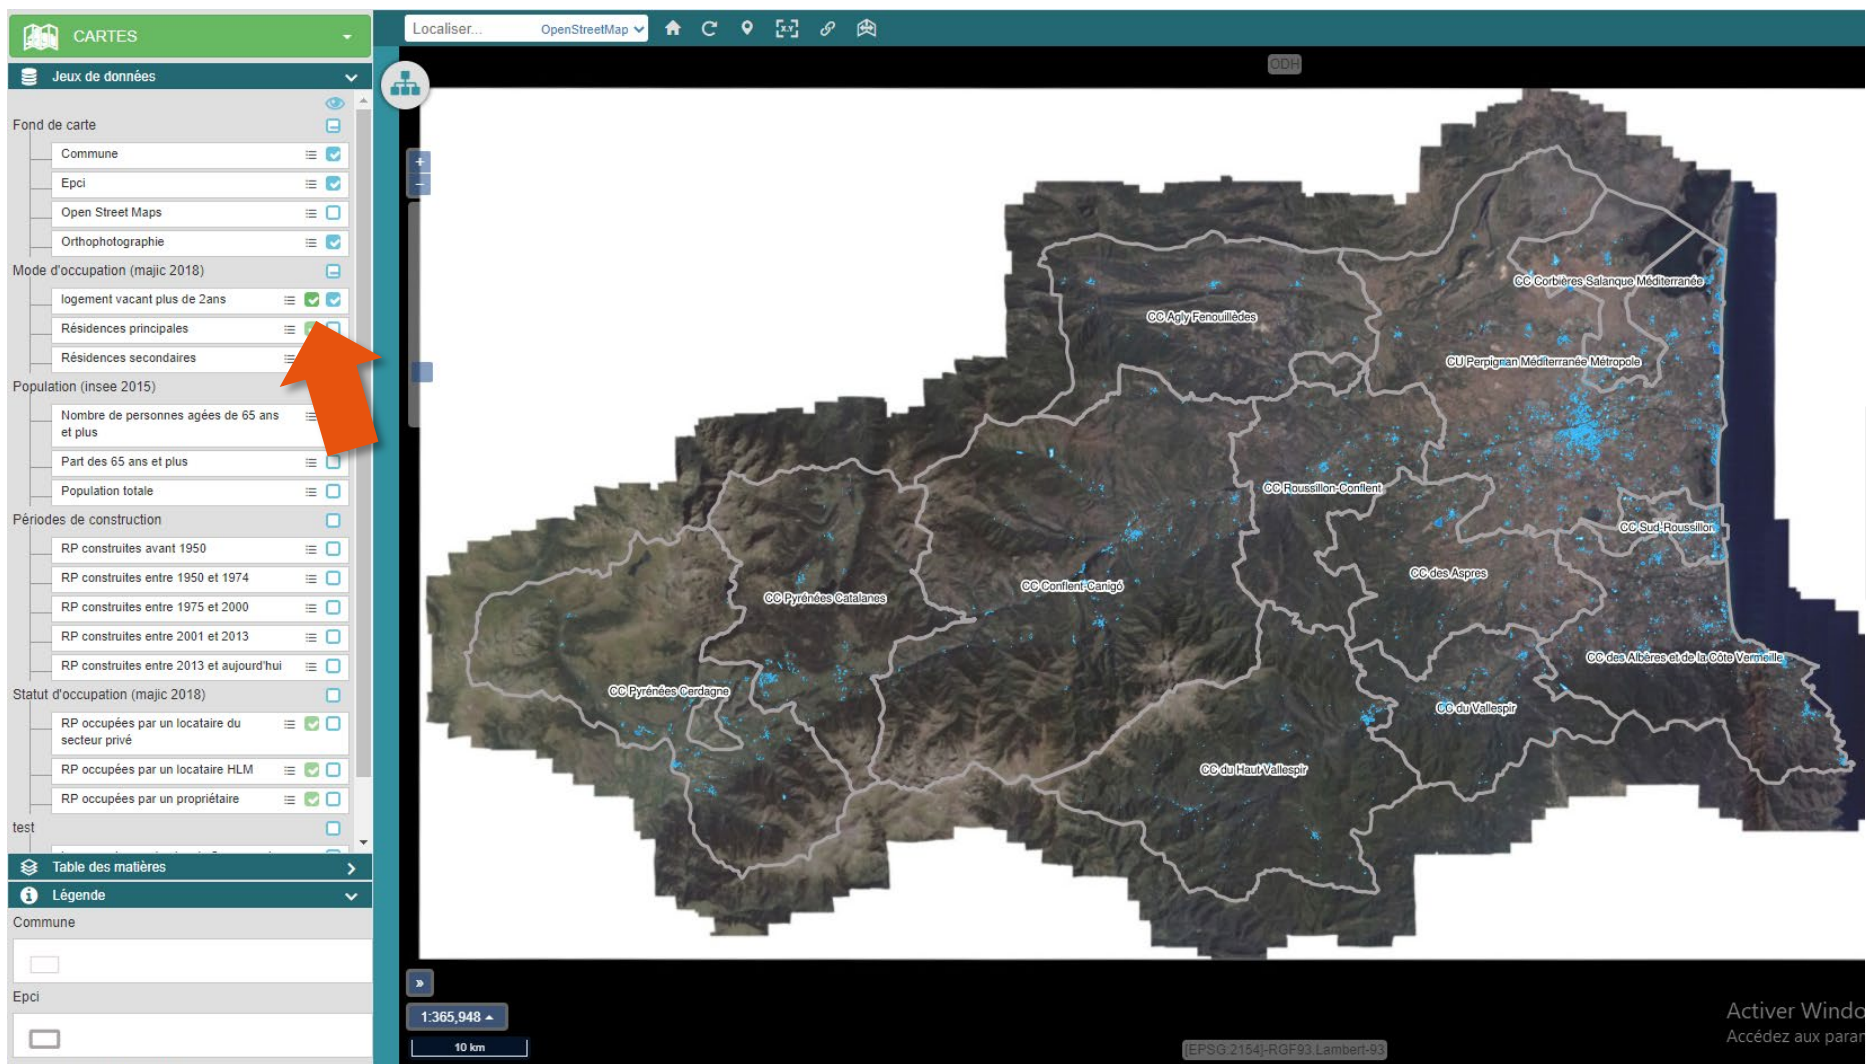 CARTES
Jeux de données
Fond de carte
Commune
Epci
Open Street Maps
Orthophotographie
Mode d'occupation (majic 2018)
logement vacant plus de 2ans
Résidences principales
Résidences secondaires
Population (insee 2015)
Nombre de personnes agées de 65 ans
et plus
Part des 65 ans et plus
Population totale
Périodes de construction
RP construites avant 1950
RP construites entre 1950 et 1974
RP construites entre 1975 et 2000
RP construites entre 2001 et 2013
RP construites entre 2013 et aujourd'hui
Statut d'occupation (majic 2018)
RP occupées par un locataire du
secteur privé
RP occupées par un locataire HLM
RP occupées par un propriétaire
test
Table des matières
Légende
Commune
Epci
Localiser...
OpenStreetMap
X,Y
ODH
+
−
CC Corbières Salanque Méditerranée
CC Agly Fenouillèdes
CU Perpignan Méditerranée Métropole
CC Roussillon-Conflent
CC Sud-Roussillon
CC des Aspres
CC Conflent-Canigó
CC Pyrénées Catalanes
CC des Albères et de la Côte Vermeille
CC Pyrénées Cerdagne
CC du Vallespir
CC du Haut Vallespir
»
1:365,948
10 km
[EPSG:2154]-RGF93.Lambert-93
Activer Windo
Accédez aux param